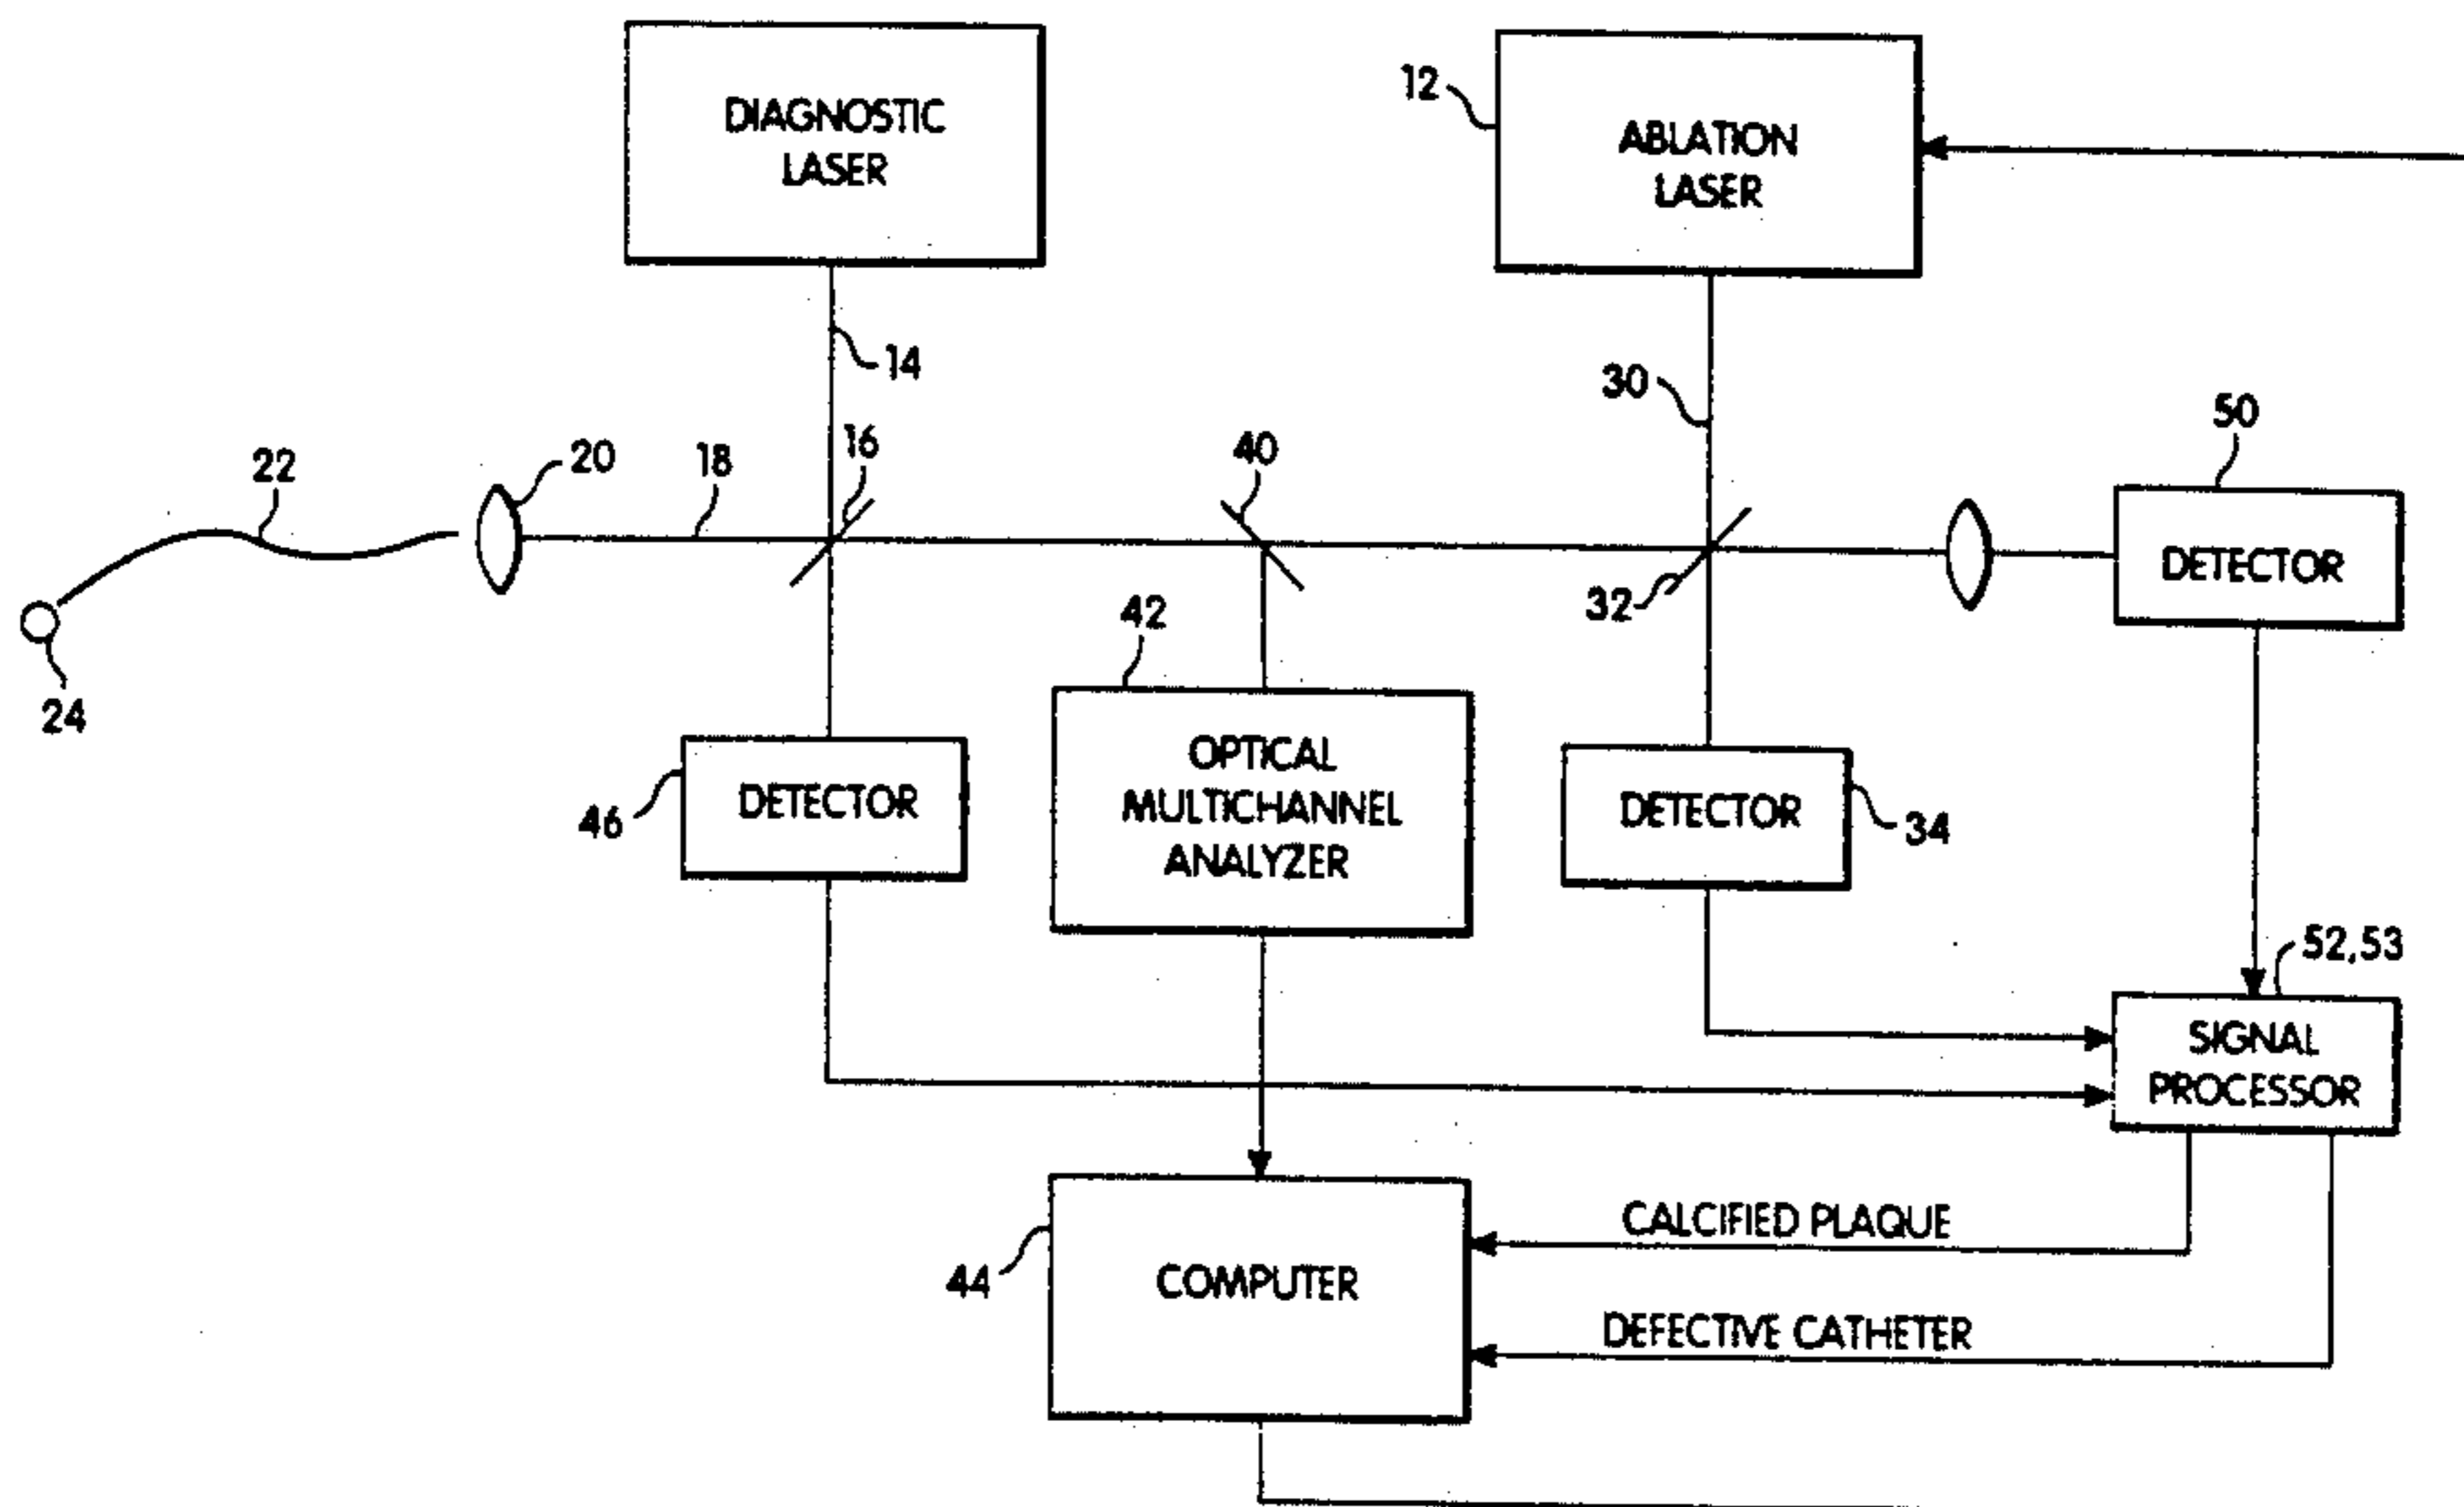 DIAGNOSTIC
LASER
12
ABLATION
LASER
14
30
50
22
20
18
16
40
32
DETECTOR
24
42
46
DETECTOR
OPTICAL
MULTICHANNEL
ANALYZER
DETECTOR
34
52,53
SIGNAL
PROCESSOR
44
COMPUTER
CALCIFIED PLAQUE
DEFECTIVE CATHETER